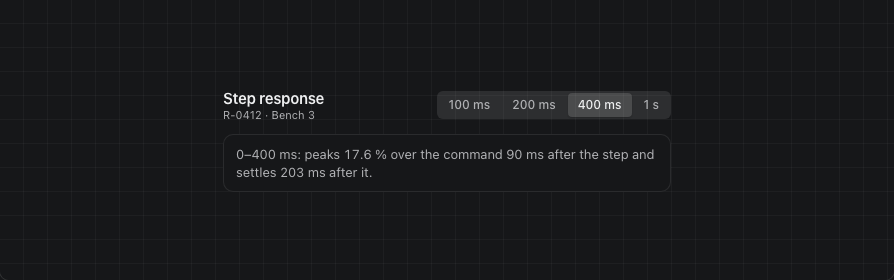 Step response
R-0412 · Bench 3
100 ms
200 ms
400 ms
1 s
0–400 ms: peaks 17.6 % over the command 90 ms after the step and
settles 203 ms after it.